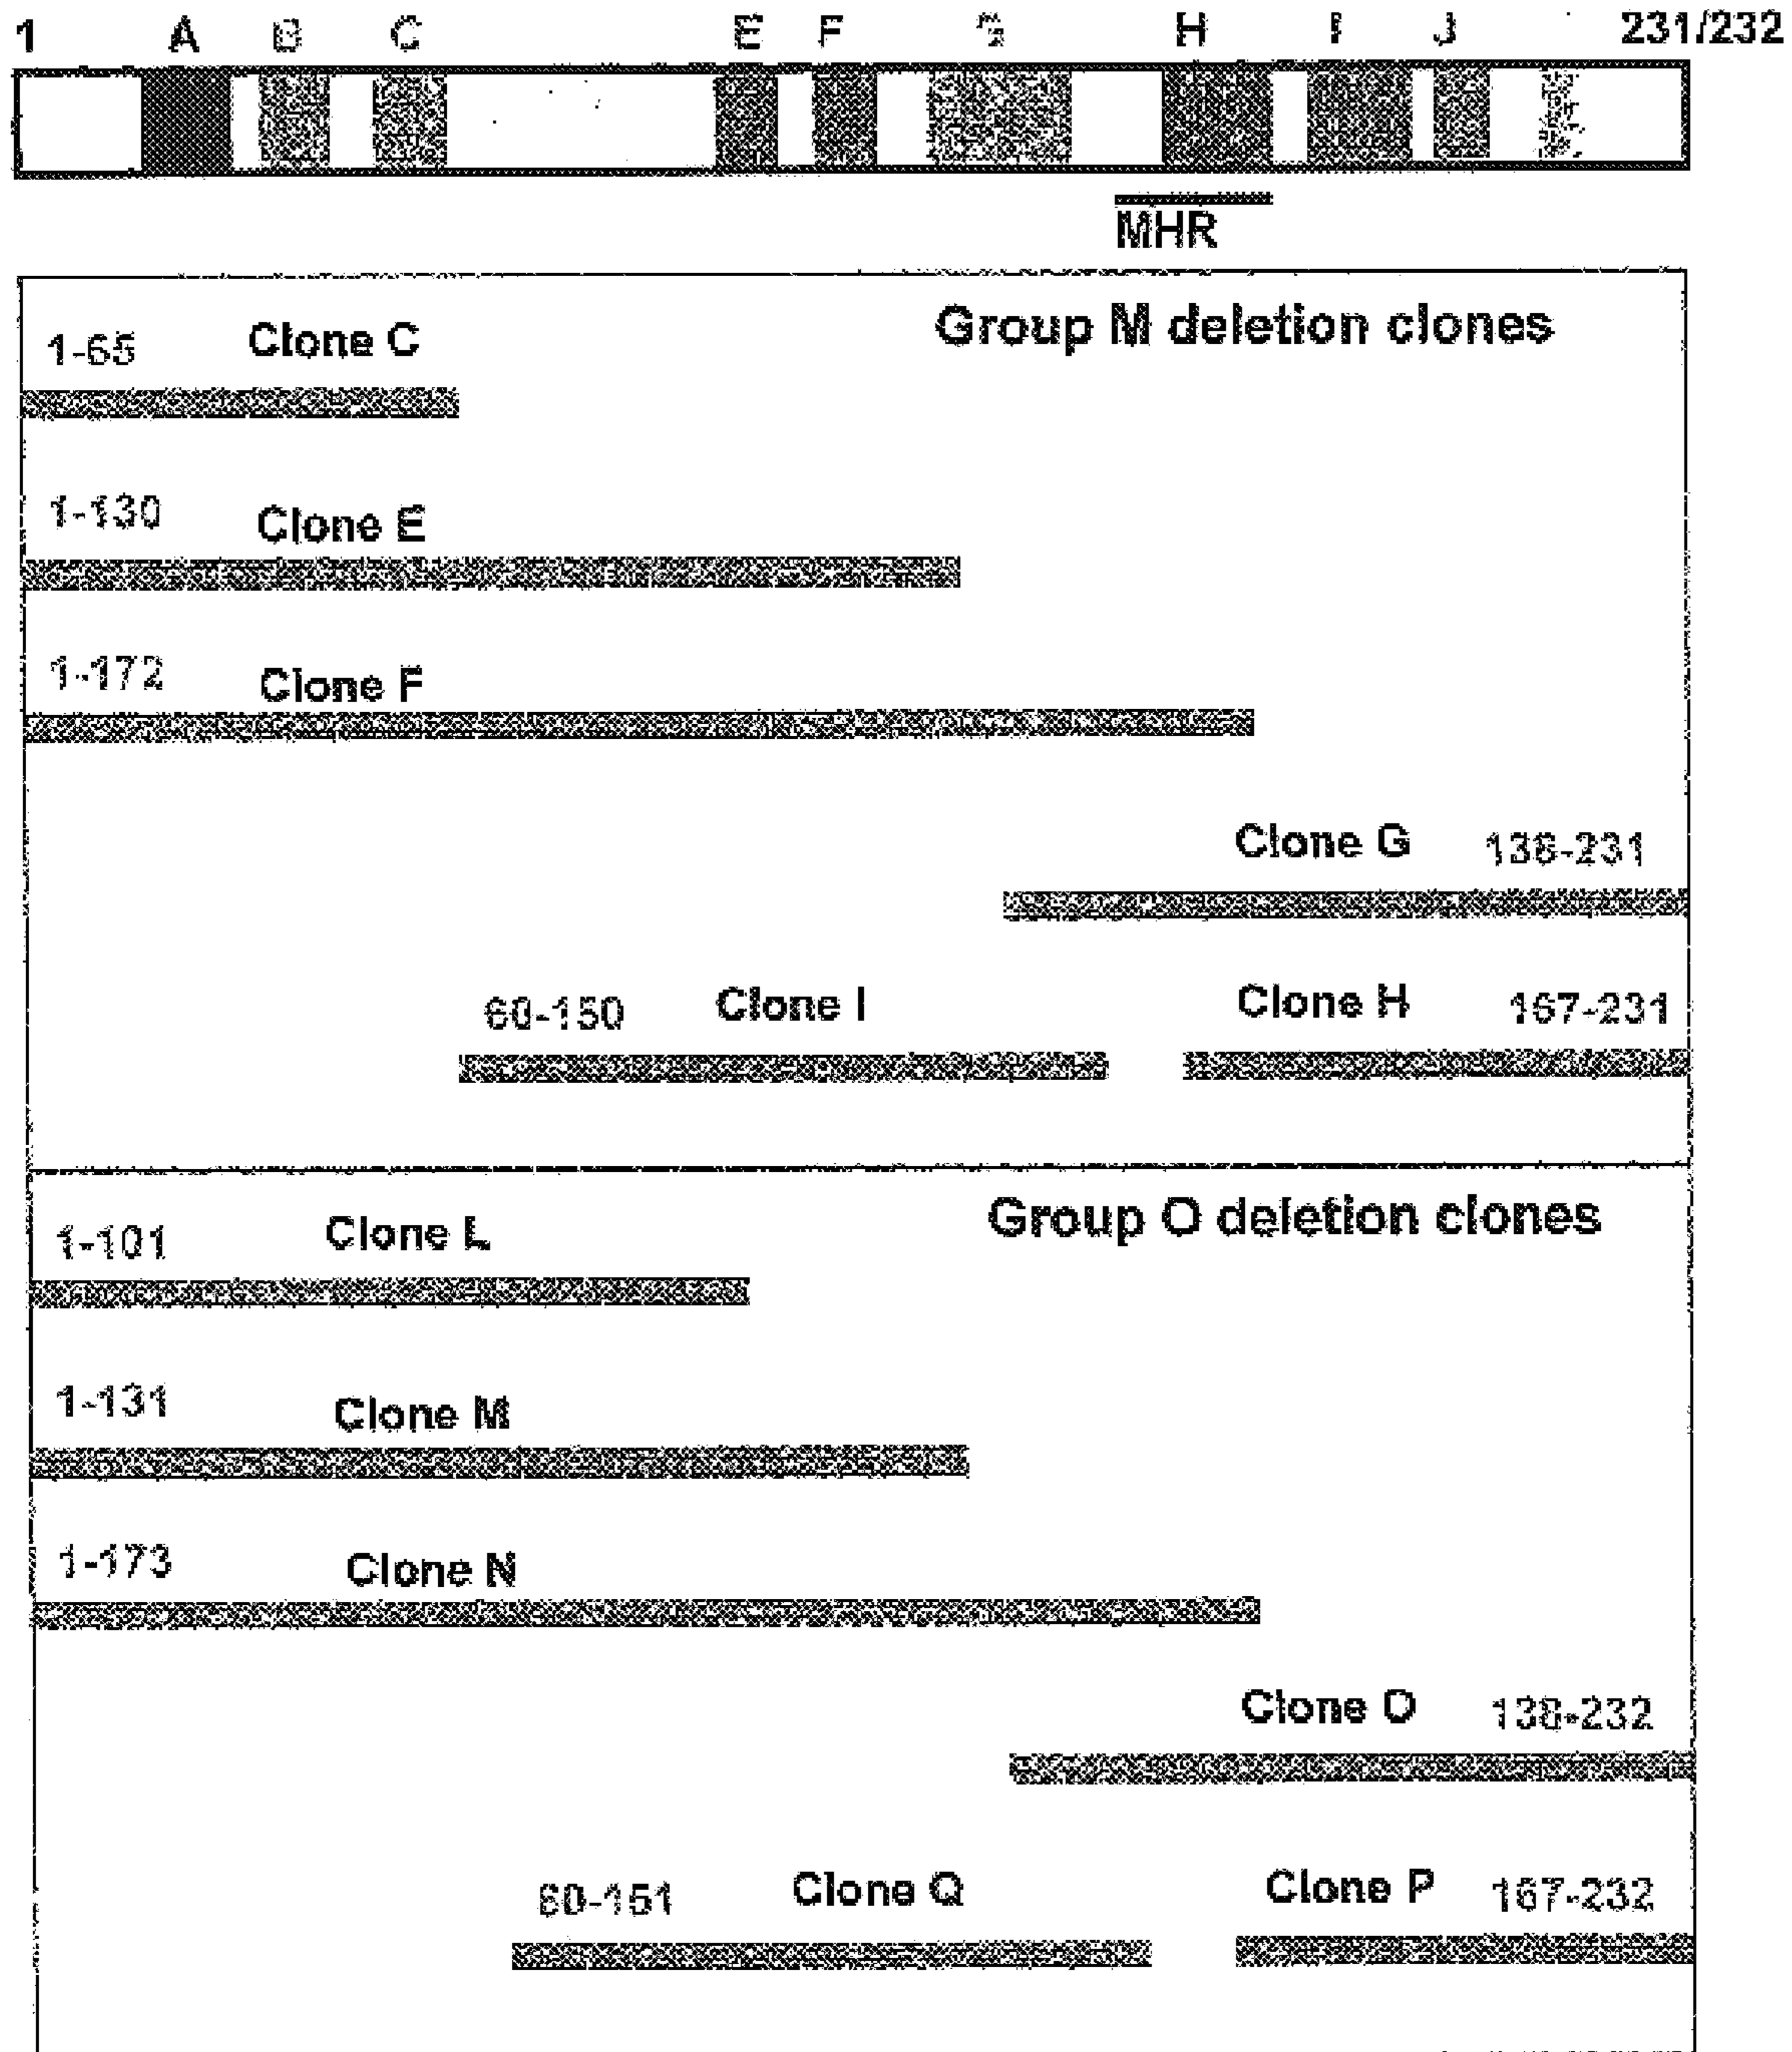 1 A B C E F G H I J 231/232
MHR
Group M deletion clones
1-65 Clone C
1-130 Clone E
1-172 Clone F
Clone G 138-231
60-150 Clone I Clone H 167-231
Group O deletion clones
1-101 Clone L
1-131 Clone M
1-173 Clone N
Clone O 138-232
60-151 Clone Q Clone P 167-232